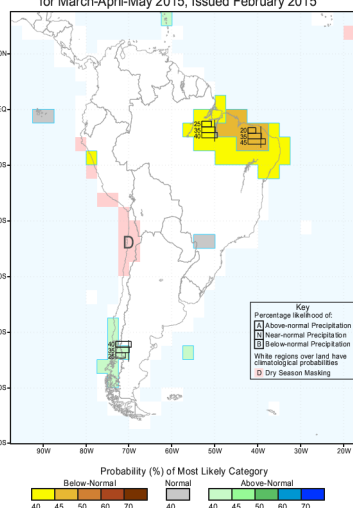 for March-April-May 2015, Issued February 2015
0N
EQ
0S
0S
0S
0S
0S
0S
25
35
40
20
35
45
D
40
35
25
Key
Percentage likelihood of:
A Above-normal Precipitation
N Near-normal Precipitation
B Below-normal Precipitation
White regions over land have
climatological probabilities
D Dry Season Masking
90W 80W 70W 60W 50W 40W 30W 20W
Probability (%) of Most Likely Category
Below-Normal Normal Above-Normal
40 45 50 60 70 40 40 45 50 60 70